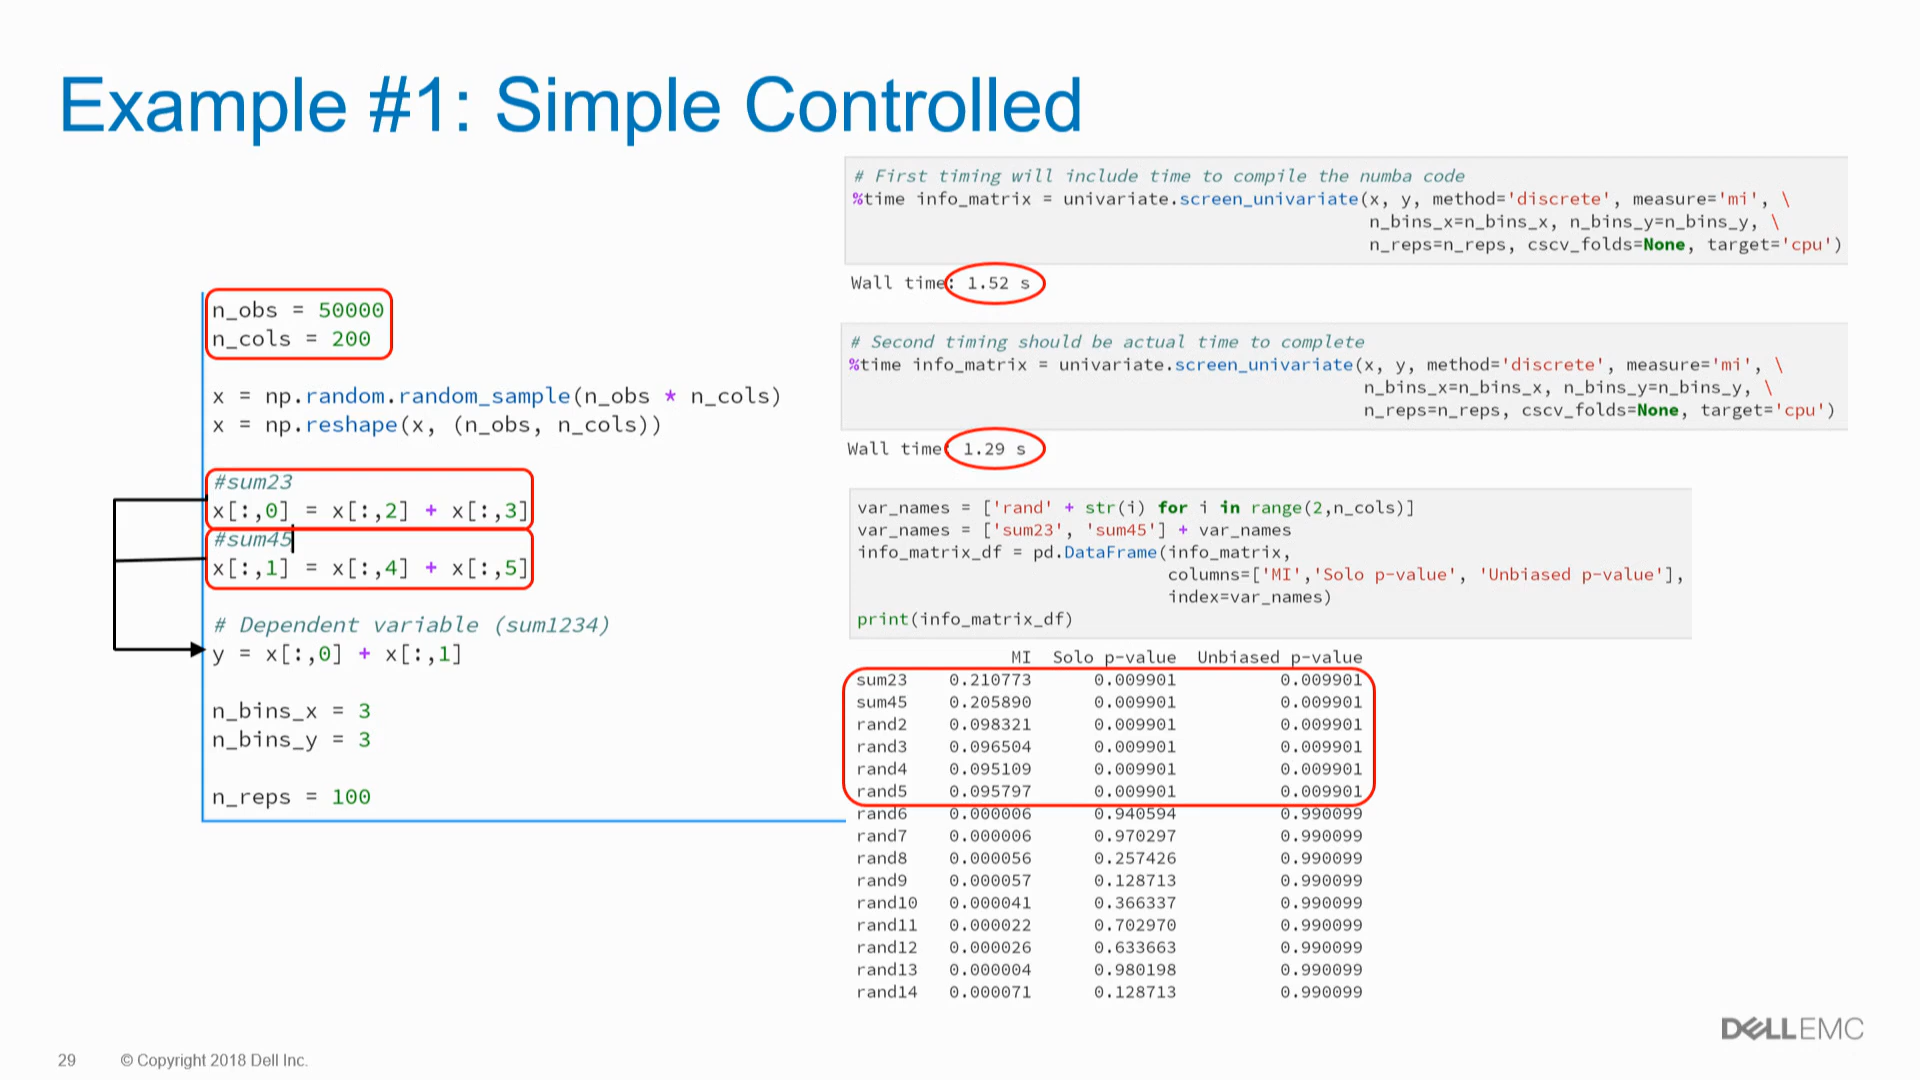 Example #1: Simple Controlled
n_obs = 50000
n_cols = 200
x = np.random.random_sample(n_obs * n_cols)
x = np.reshape(x, (n_obs, n_cols))
#sum23
x[:,0] = x[:,2] + x[:,3]
#sum45
x[:,1] = x[:,4] + x[:,5]
# Dependent variable (sum1234)
y = x[:,0] + x[:,1]
n_bins_x = 3
n_bins_y = 3
n_reps = 100
# First timing will include time to compile the numba code
%time info_matrix = univariate.screen_univariate(x, y, method='discrete', measure='mi', \
n_bins_x=n_bins_x, n_bins_y=n_bins_y, \
n_reps=n_reps, cscv_folds=None, target='cpu')
Wall time: 1.52 s
# Second timing should be actual time to complete
%time info_matrix = univariate.screen_univariate(x, y, method='discrete', measure='mi', \
n_bins_x=n_bins_x, n_bins_y=n_bins_y, \
n_reps=n_reps, cscv_folds=None, target='cpu')
Wall time 1.29 s
var_names = ['rand' + str(i) for i in range(2,n_cols)]
var_names = ['sum23', 'sum45'] + var_names
info_matrix_df = pd.DataFrame(info_matrix,
columns=['MI','Solo p-value', 'Unbiased p-value'],
index=var_names)
print(info_matrix_df)
MI Solo p-value Unbiased p-value
sum23 0.210773 0.009901 0.009901
sum45 0.205890 0.009901 0.009901
rand2 0.098321 0.009901 0.009901
rand3 0.096504 0.009901 0.009901
rand4 0.095109 0.009901 0.009901
rand5 0.095797 0.009901 0.009901
rand6 0.000006 0.940594 0.990099
rand7 0.000006 0.970297 0.990099
rand8 0.000056 0.257426 0.990099
rand9 0.000057 0.128713 0.990099
rand10 0.000041 0.366337 0.990099
rand11 0.000022 0.702970 0.990099
rand12 0.000026 0.633663 0.990099
rand13 0.000004 0.980198 0.990099
rand14 0.000071 0.128713 0.990099
DELLEMC
29 © Copyright 2018 Dell Inc.